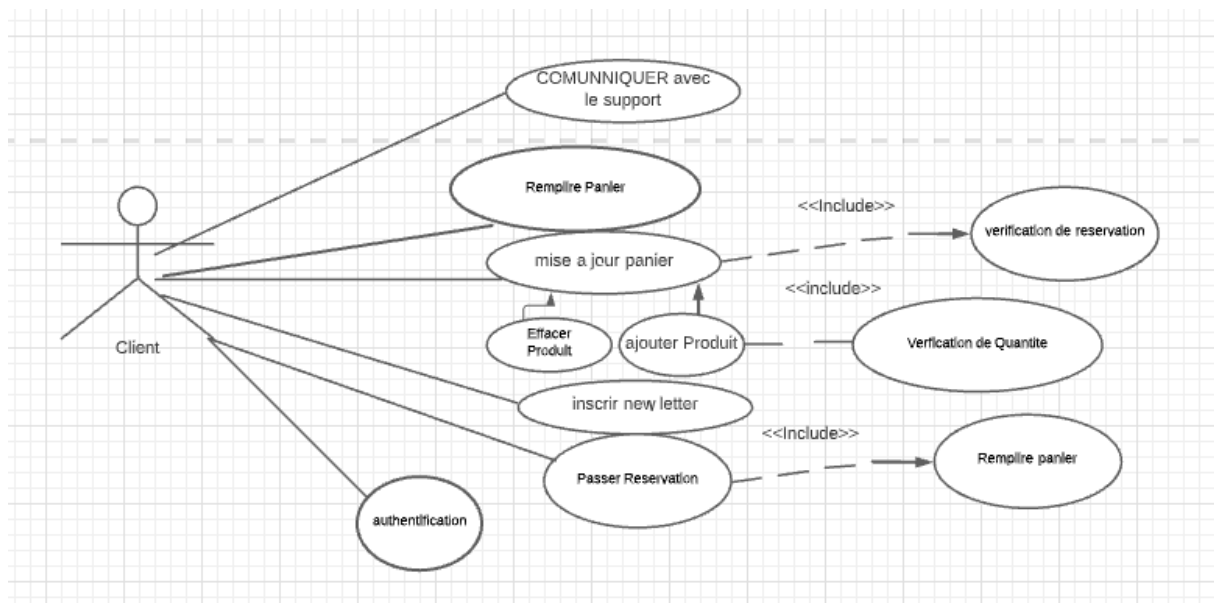 COMUNNIQUER avec
le support
Remplire Panier
<<Include>>
verification de reservation
mise a jour panier
<<include>>
Effacer
Produit
ajouter Produit
Verfication de Quantite
Client
inscrir new letter
<<Include>>
Passer Reservation
Remplire panier
authentification